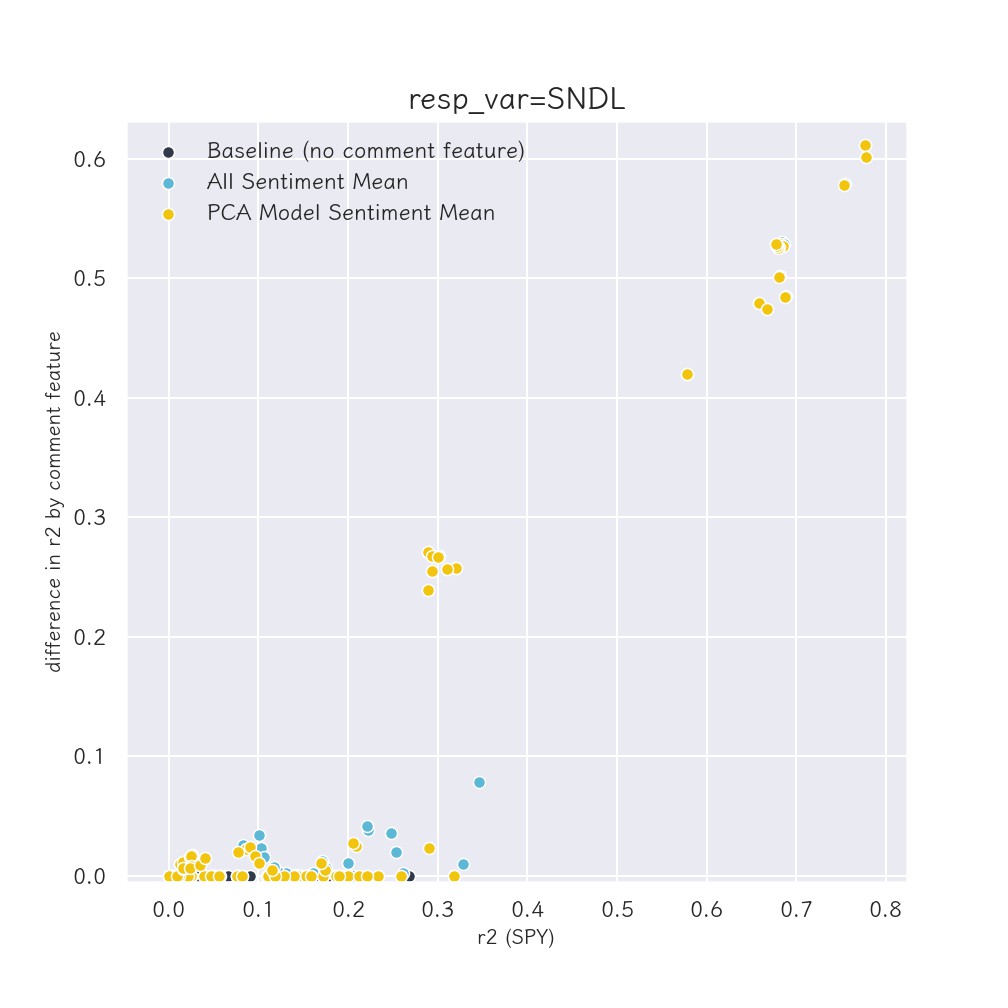 resp_var=SNDL
Baseline (no comment feature)
All Sentiment Mean
PCA Model Sentiment Mean
0.6
0.5
0.4
0.3
0.2
0.1
0.0
difference in r2 by comment feature
0.0 0.1 0.2 0.3 0.4 0.5 0.6 0.7 0.8
r2 (SPY)